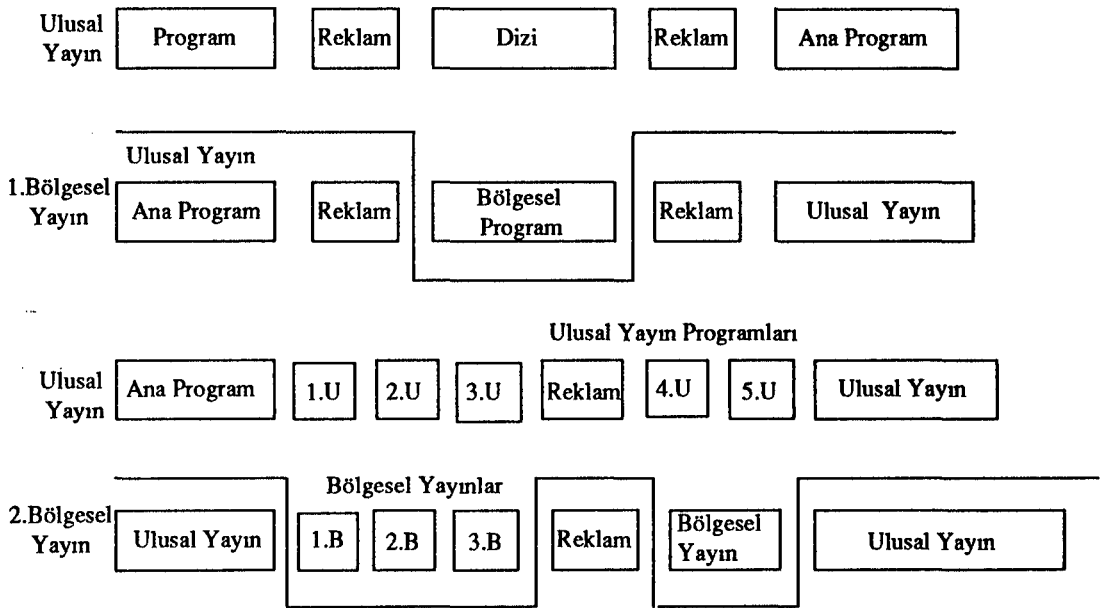 Ulusal
Yayın
Program
Reklam
Dizi
Reklam
Ana Program
Ulusal Yayın
1.Bölgesel
Yayın
Ana Program
Reklam
Bölgesel
Program
Reklam
Ulusal Yayın
Ulusal Yayın Programları
Ulusal
Yayın
Ana Program
1.U
2.U
3.U
Reklam
4.U
5.U
Ulusal Yayın
Bölgesel Yayınlar
2.Bölgesel
Yayın
Ulusal Yayın
1.B
2.B
3.B
Reklam
Bölgesel
Yayın
Ulusal Yayın